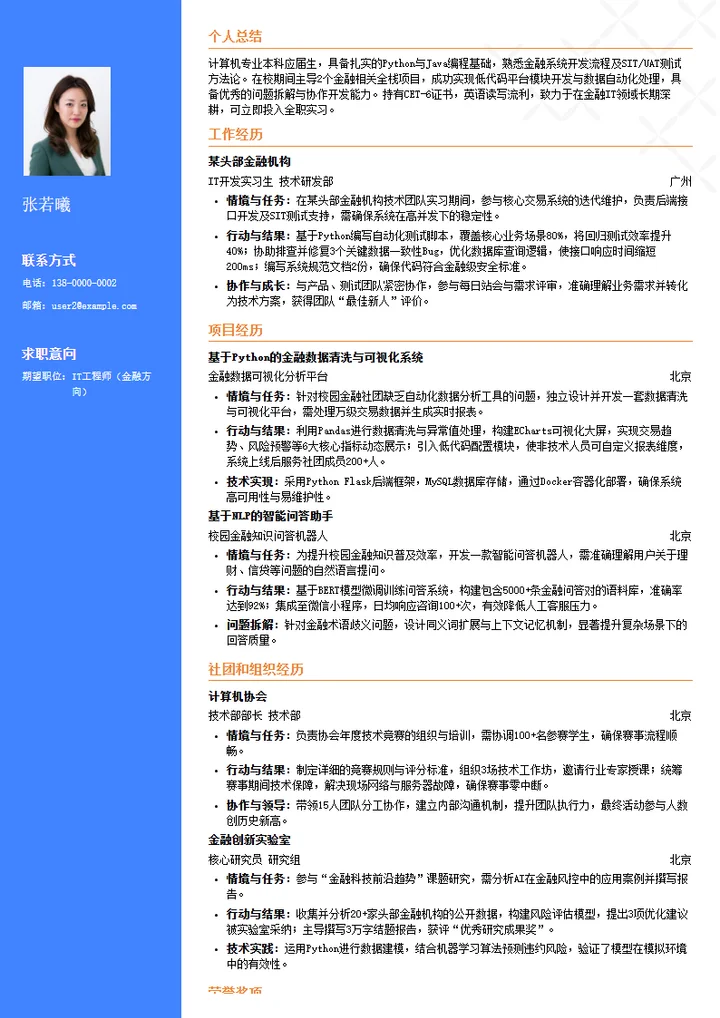 张若曦
联系方式
电话：138-0000-0002
邮箱：user2@example.com
求职意向
期望职位：IT工程师（金融方
向）
个人总结
计算机专业本科应届生，具备扎实的Python与Java编程基础，熟悉金融系统开发流程及SIT/UAT测试
方法论。在校期间主导2个金融相关全栈项目，成功实现低代码平台模块开发与数据自动化处理，具
备优秀的问题拆解与协作开发能力。持有CET-6证书，英语读写流利，致力于在金融IT领域长期深
耕，可立即投入全职实习。
工作经历
某头部金融机构
IT开发实习生 技术研发部 广州
• 情境与任务：在某头部金融机构技术团队实习期间，参与核心交易系统的迭代维护，负责后端接
口开发及SIT测试支持，需确保系统在高并发下的稳定性。
• 行动与结果：基于Python编写自动化测试脚本，覆盖核心业务场景80%，将回归测试效率提升
40%；协助排查并修复3个关键数据一致性Bug，优化数据库查询逻辑，使接口响应时间缩短
200ms；编写系统规范文档2份，确保代码符合金融级安全标准。
• 协作与成长：与产品、测试团队紧密协作，参与每日站会与需求评审，准确理解业务需求并转化
为技术方案，获得团队“最佳新人”评价。
项目经历
基于Python的金融数据清洗与可视化系统
金融数据可视化分析平台 北京
• 情境与任务：针对校园金融社团缺乏自动化数据分析工具的问题，独立设计并开发一套数据清洗
与可视化平台，需处理万级交易数据并生成实时报表。
• 行动与结果：利用Pandas进行数据清洗与异常值处理，构建ECharts可视化大屏，实现交易趋
势、风险预警等6大核心指标动态展示；引入低代码配置模块，使非技术人员可自定义报表维度，
系统上线后服务社团成员200+人。
• 技术实现：采用Python Flask后端框架，MySQL数据库存储，通过Docker容器化部署，确保系统
高可用性与易维护性。
基于NLP的智能问答助手
校园金融知识问答机器人 北京
• 情境与任务：为提升校园金融知识普及效率，开发一款智能问答机器人，需准确理解用户关于理
财、信贷等问题的自然语言提问。
• 行动与结果：基于BERT模型微调训练问答系统，构建包含5000+条金融问答对的语料库，准确率
达到92%；集成至微信小程序，日均响应咨询100+次，有效降低人工客服压力。
• 问题拆解：针对金融术语歧义问题，设计同义词扩展与上下文记忆机制，显著提升复杂场景下的
回答质量。
社团和组织经历
计算机协会
技术部部长 技术部 北京
• 情境与任务：负责协会年度技术竞赛的组织与培训，需协调100+名参赛学生，确保赛事流程顺
畅。
• 行动与结果：制定详细的竞赛规则与评分标准，组织3场技术工作坊，邀请行业专家授课；统筹
赛事期间技术保障，解决现场网络与服务器故障，确保赛事零中断。
• 协作与领导：带领15人团队分工协作，建立内部沟通机制，提升团队执行力，最终活动参与人数
创历史新高。
金融创新实验室
核心研究员 研究组 北京
• 情境与任务：参与“金融科技前沿趋势”课题研究，需分析AI在金融风控中的应用案例并撰写报
告。
• 行动与结果：收集并分析20+家头部金融机构的公开数据，构建风险评估模型，提出3项优化建议
被实验室采纳；主导撰写3万字结题报告，获评“优秀研究成果奖”。
• 技术实践：运用Python进行数据建模，结合机器学习算法预测违约风险，验证了模型在模拟环境
中的有效性。
荣誉奖项